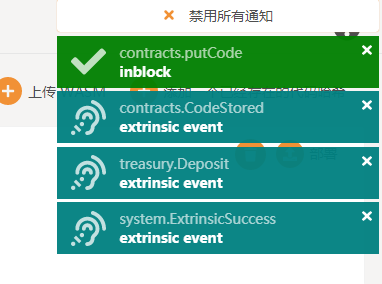 禁用所有通知
contracts.putCode
inblock
上传 WASM
contracts.CodeStored
extrinsic event
treasury.Deposit
extrinsic event
system.ExtrinsicSuccess
extrinsic event